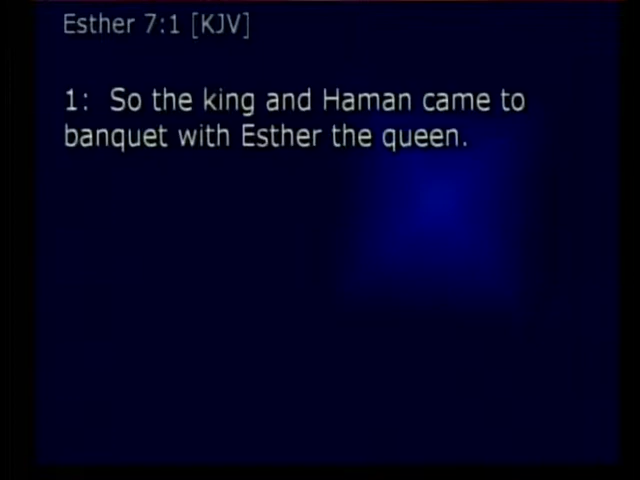 Esther 7:1 [KJV]
1: So the king and Haman came to
banquet with Esther the queen.